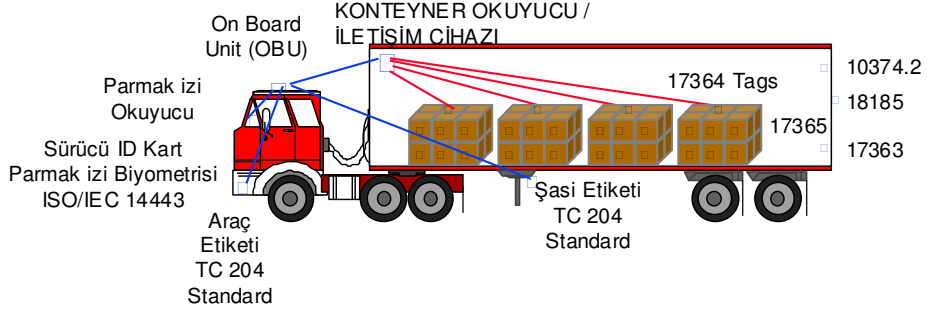 KONTEYNER OKUYUCU /
İLETİŞİM CİHAZI
On Board
Unit (OBU)
Parmak izi
Okuyucu
Sürücü ID Kart
Parmak izi Biyometrisi
ISO/IEC 14443
Araç
Etiketi
TC 204
Standard
17364 Tags
17365
Şasi Etiketi
TC 204
Standard
10374.2
18185
17363